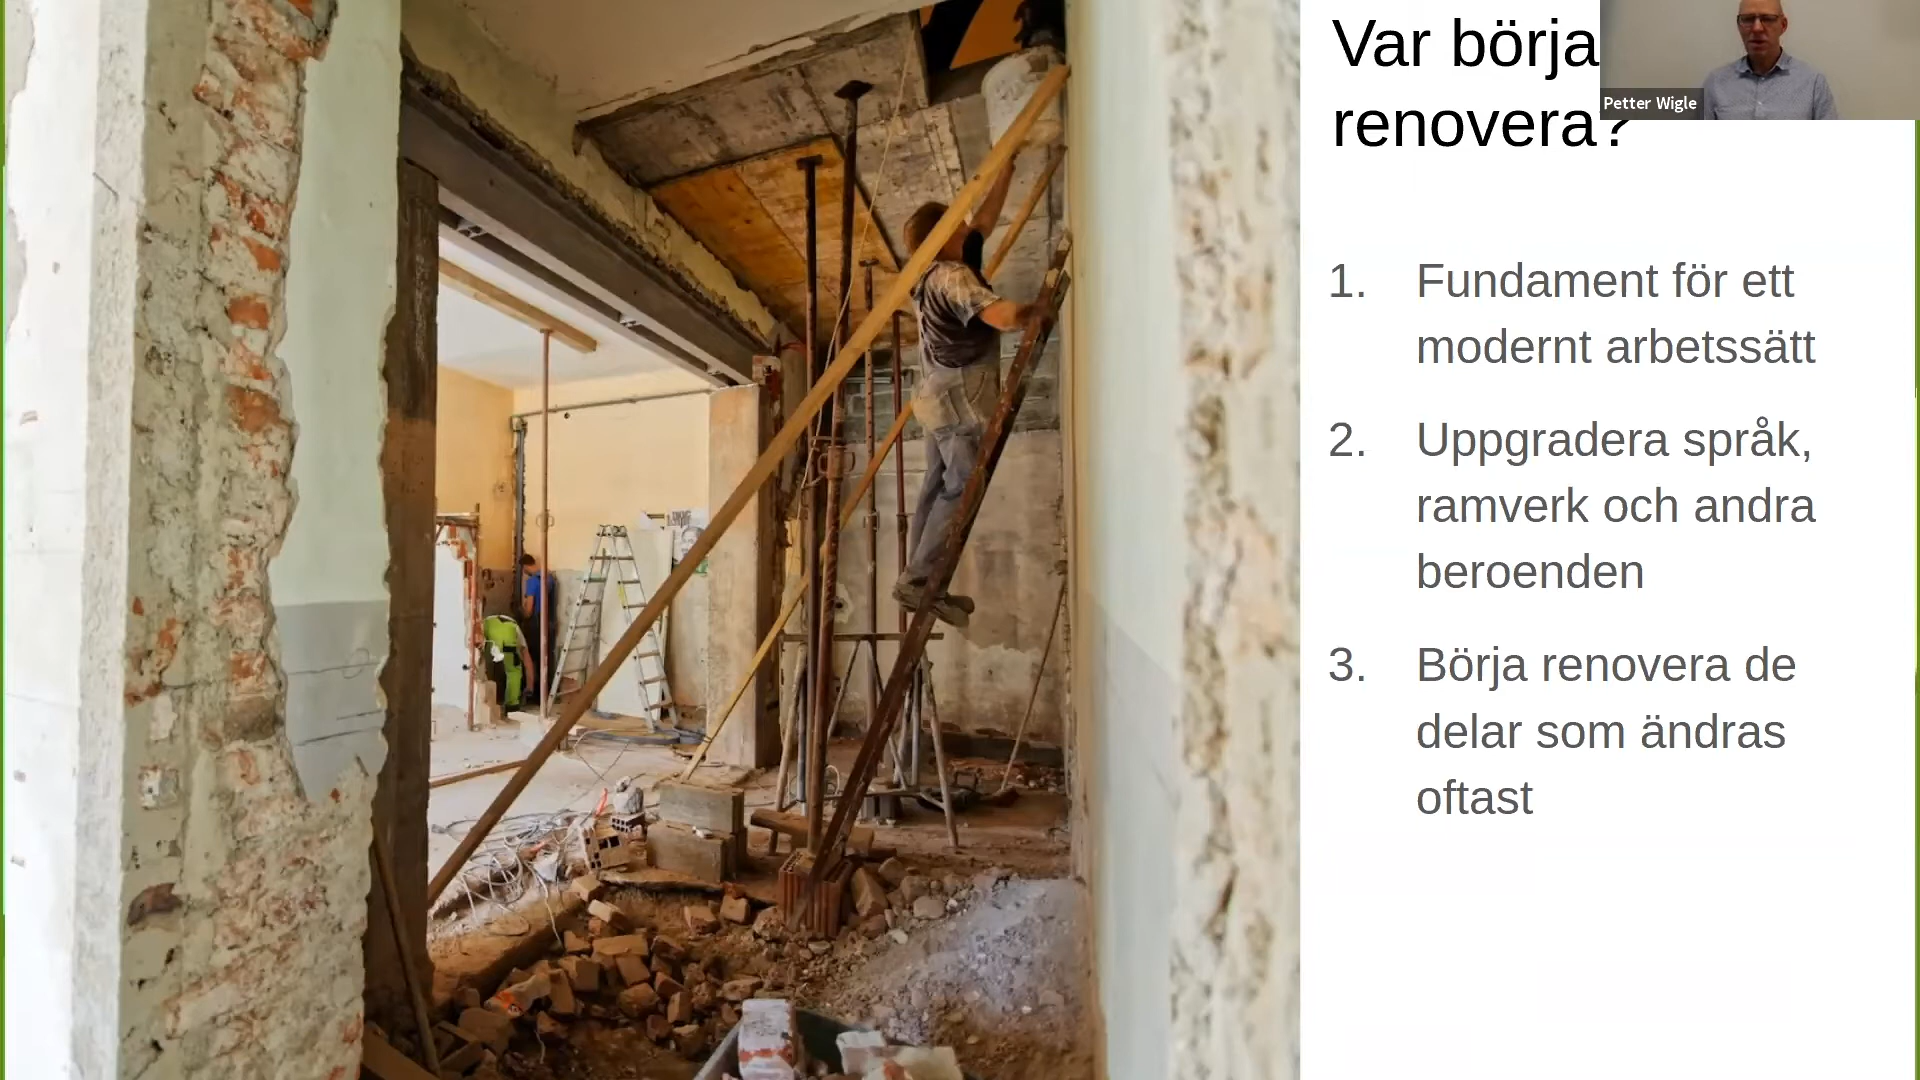 Var börja
renovera?
Petter Wigle
1. Fundament för ett
modernt arbetssätt
2. Uppgradera språk,
ramverk och andra
beroenden
3. Börja renovera de
delar som ändras
oftast